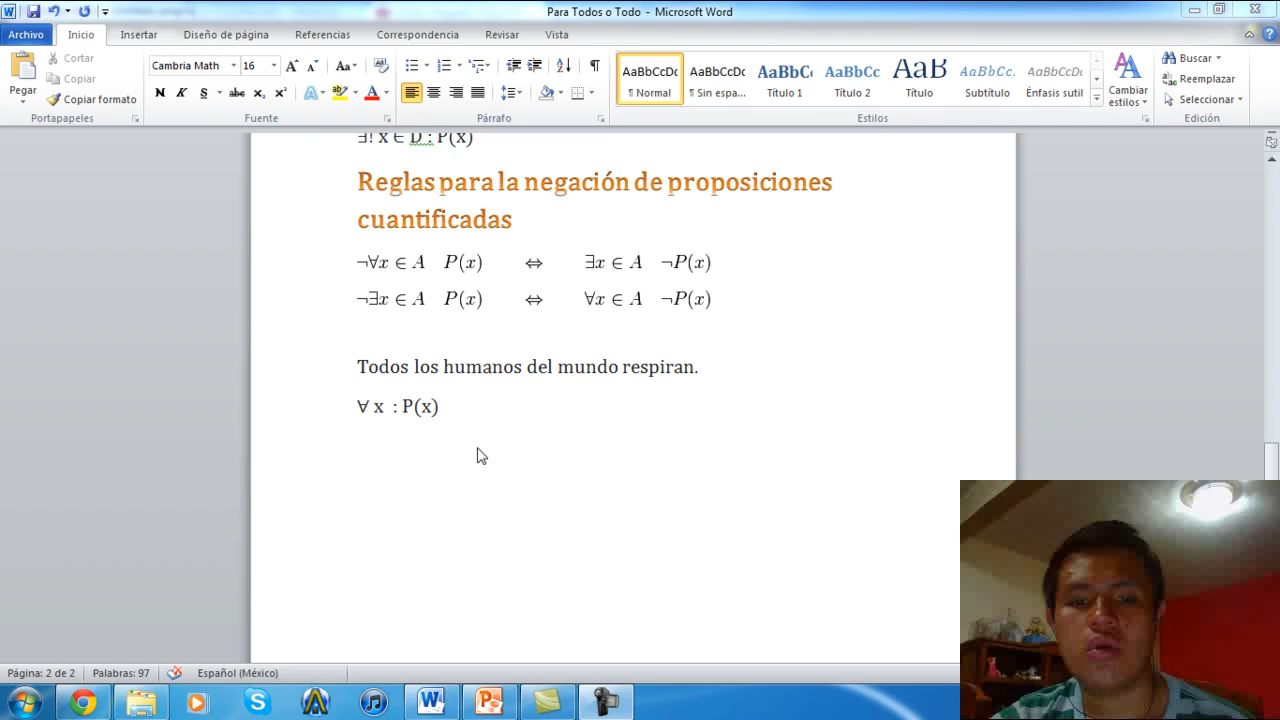 Para Todos o Todo - Microsoft Word
Archivo Inicio Insertar Diseño de página Referencias Correspondencia Revisar Vista
Pegar
Cortar
Copiar
Copiar formato
Portapapeles
Cambria Math 16
N K S abc x₂ x² A A
Fuente
Párrafo
AaBbCcDc AaBbCcDc AaBbC AaBbCc AaB AaBbCc. AaBbCcDc
¶ Normal ¶ Sin espa... Título 1 Título 2 Título Subtítulo Énfasis sutil
Cambiar estilos
Estilos
Buscar
Reemplazar
Seleccionar
Edición
∃! x ∈ D : P(x)
Reglas para la negación de proposiciones
cuantificadas
¬∀x ∈ A P(x) ⇔ ∃x ∈ A ¬P(x)
¬∃x ∈ A P(x) ⇔ ∀x ∈ A ¬P(x)
Todos los humanos del mundo respiran.
∀ x : P(x)
Página: 2 de 2 Palabras: 97 Español (México)